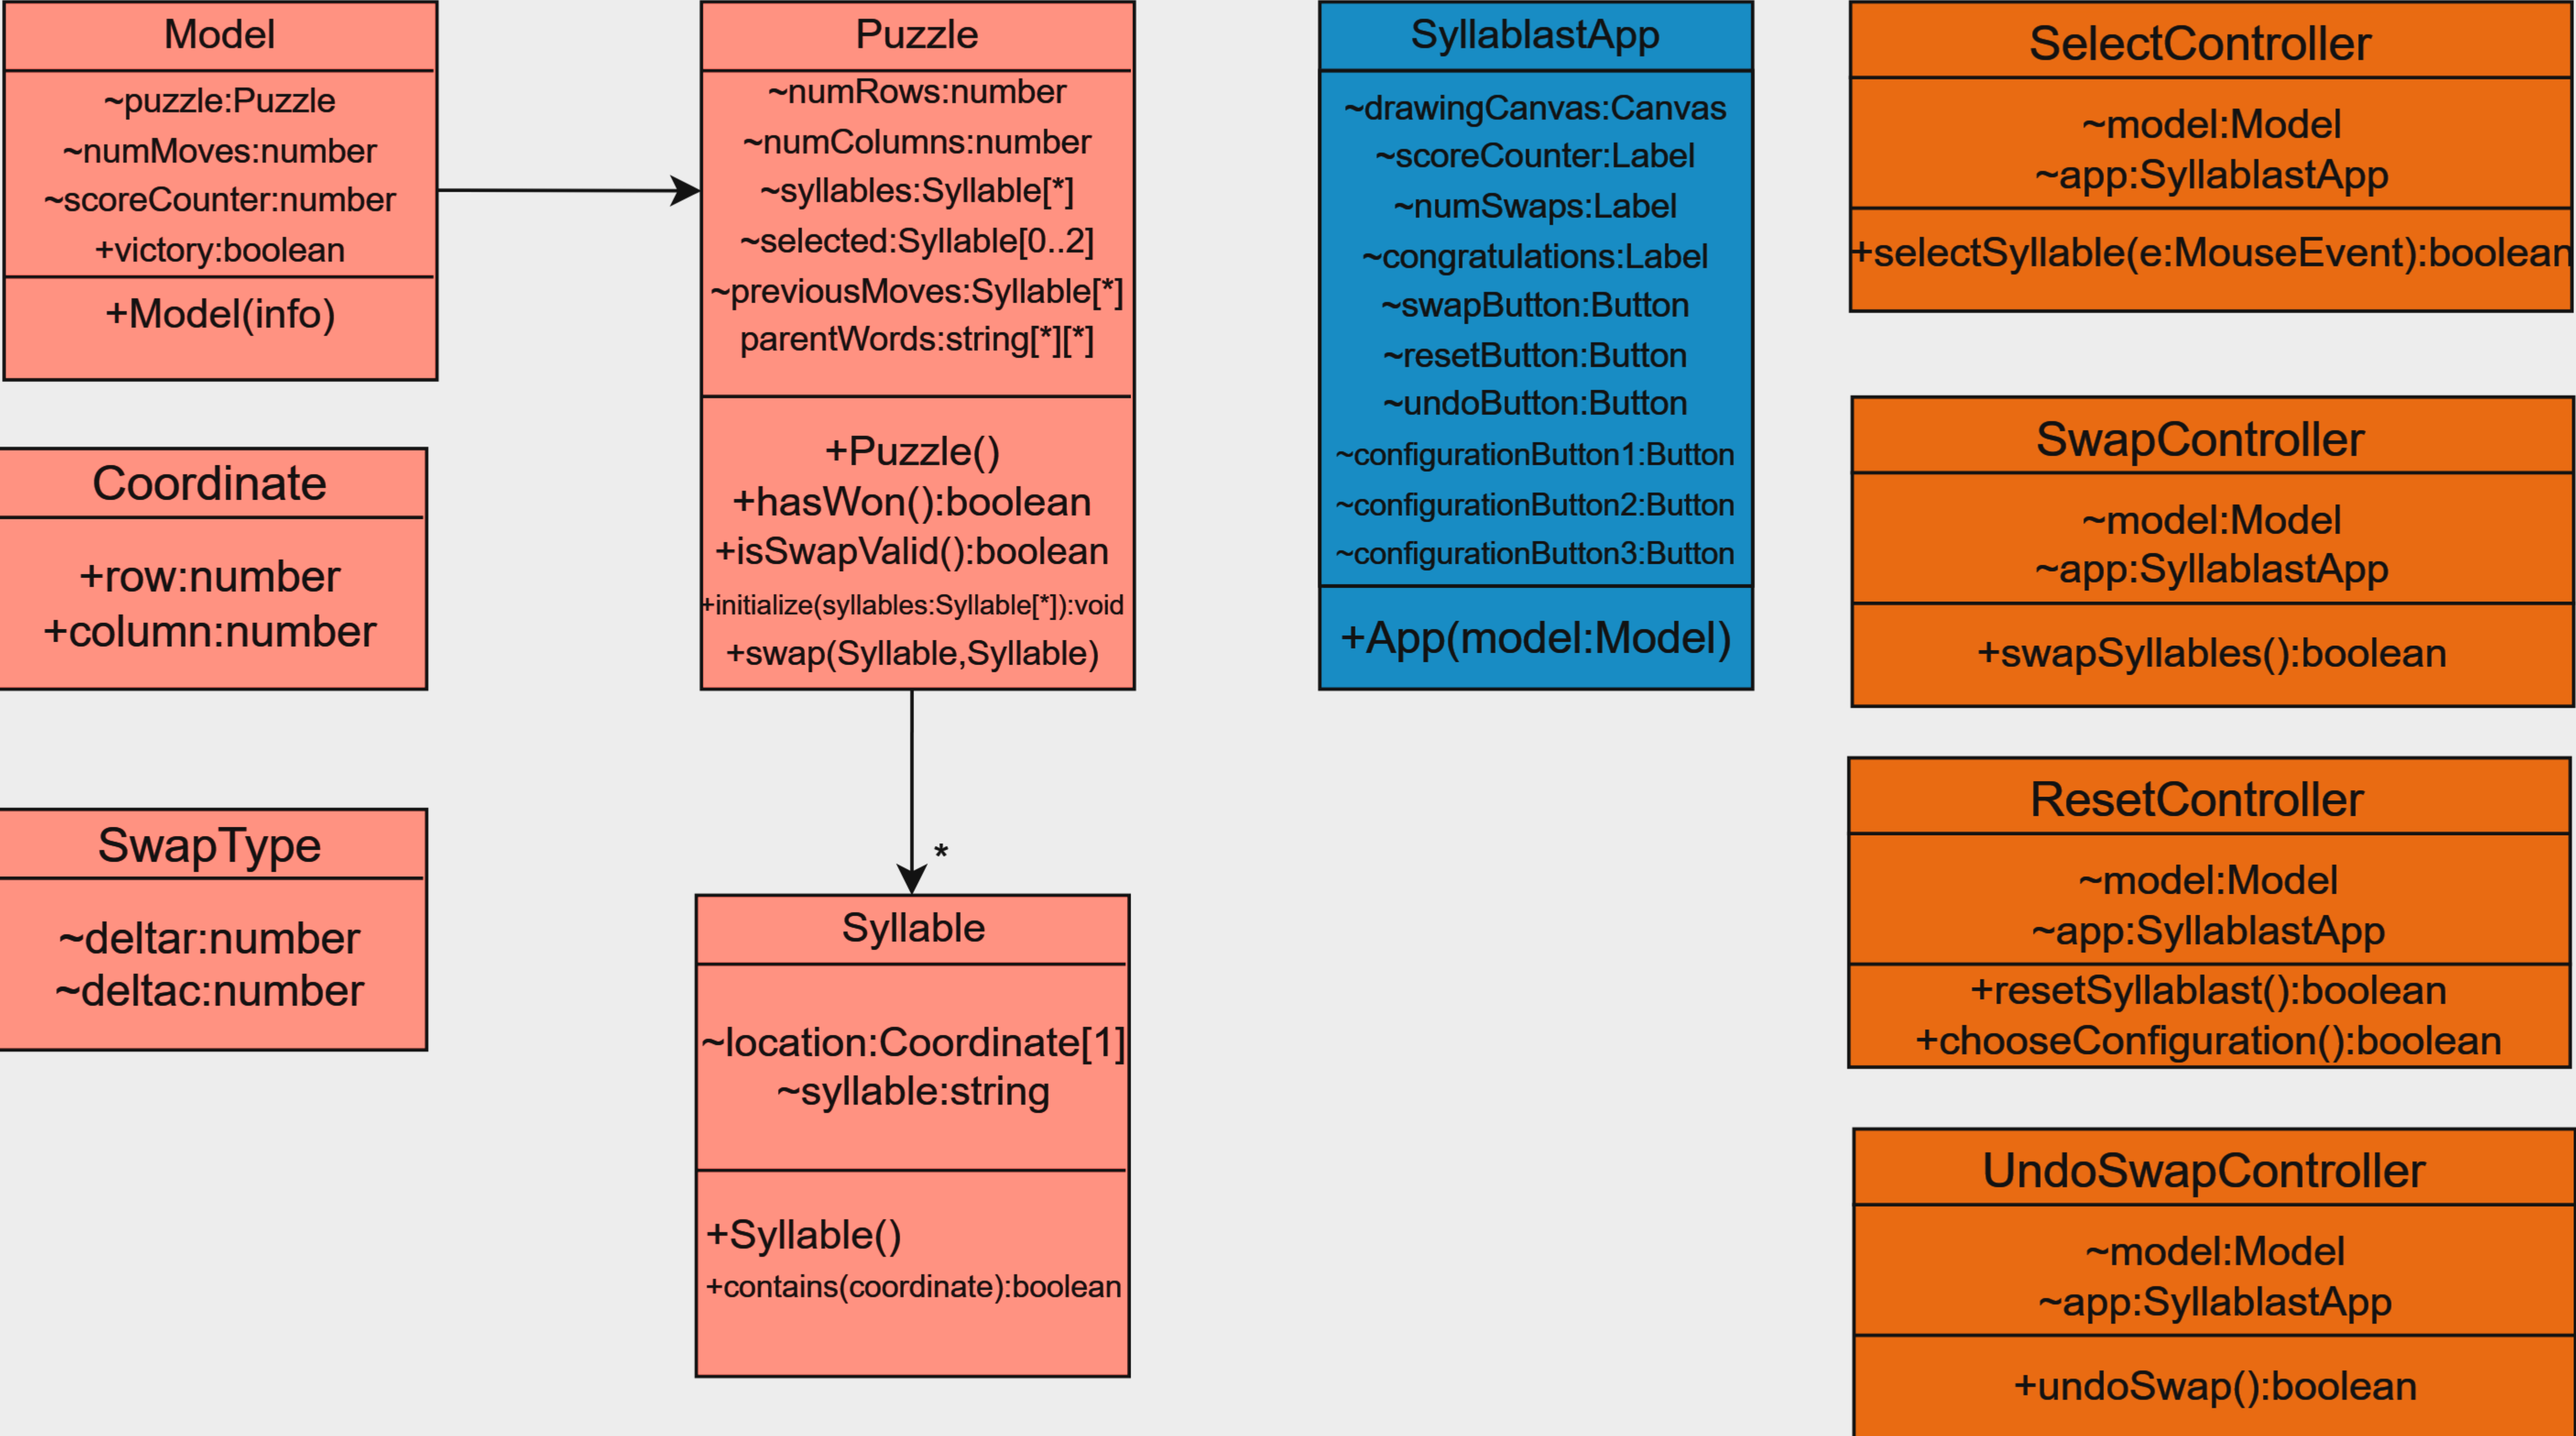 Model
~puzzle:Puzzle
~numMoves:number
~scoreCounter:number
+victory:boolean
+Model(info)
Coordinate
+row:number
+column:number
SwapType
~deltar:number
~deltac:number
Puzzle
~numRows:number
~numColumns:number
~syllables:Syllable[*]
~selected:Syllable[0..2]
~previousMoves:Syllable[*]
parentWords:string[*][*]
+Puzzle()
+hasWon():boolean
+isSwapValid():boolean
+initialize(syllables:Syllable[*]):void
+swap(Syllable,Syllable)
*
Syllable
~location:Coordinate[1]
~syllable:string
+Syllable()
+contains(coordinate):boolean
SyllablastApp
~drawingCanvas:Canvas
~scoreCounter:Label
~numSwaps:Label
~congratulations:Label
~swapButton:Button
~resetButton:Button
~undoButton:Button
~configurationButton1:Button
~configurationButton2:Button
~configurationButton3:Button
+App(model:Model)
SelectController
~model:Model
~app:SyllablastApp
+selectSyllable(e:MouseEvent):boolean
SwapController
~model:Model
~app:SyllablastApp
+swapSyllables():boolean
ResetController
~model:Model
~app:SyllablastApp
+resetSyllablast():boolean
+chooseConfiguration():boolean
UndoSwapController
~model:Model
~app:SyllablastApp
+undoSwap():boolean